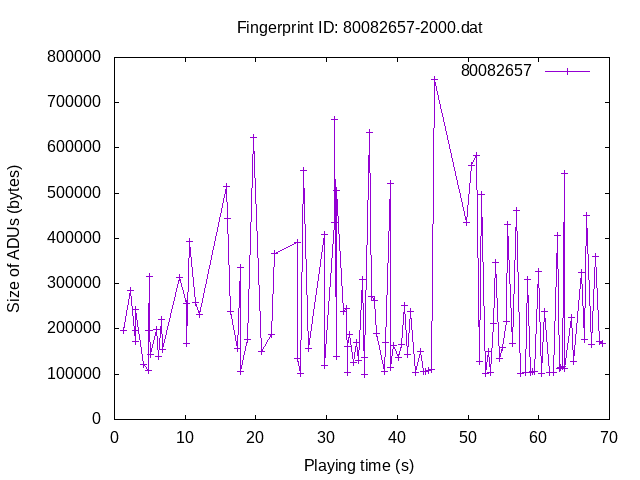 Fingerprint ID: 80082657-2000.dat
80082657
Size of ADUs (bytes)
800000
700000
600000
500000
400000
300000
200000
100000
0
0 10 20 30 40 50 60 70
Playing time (s)